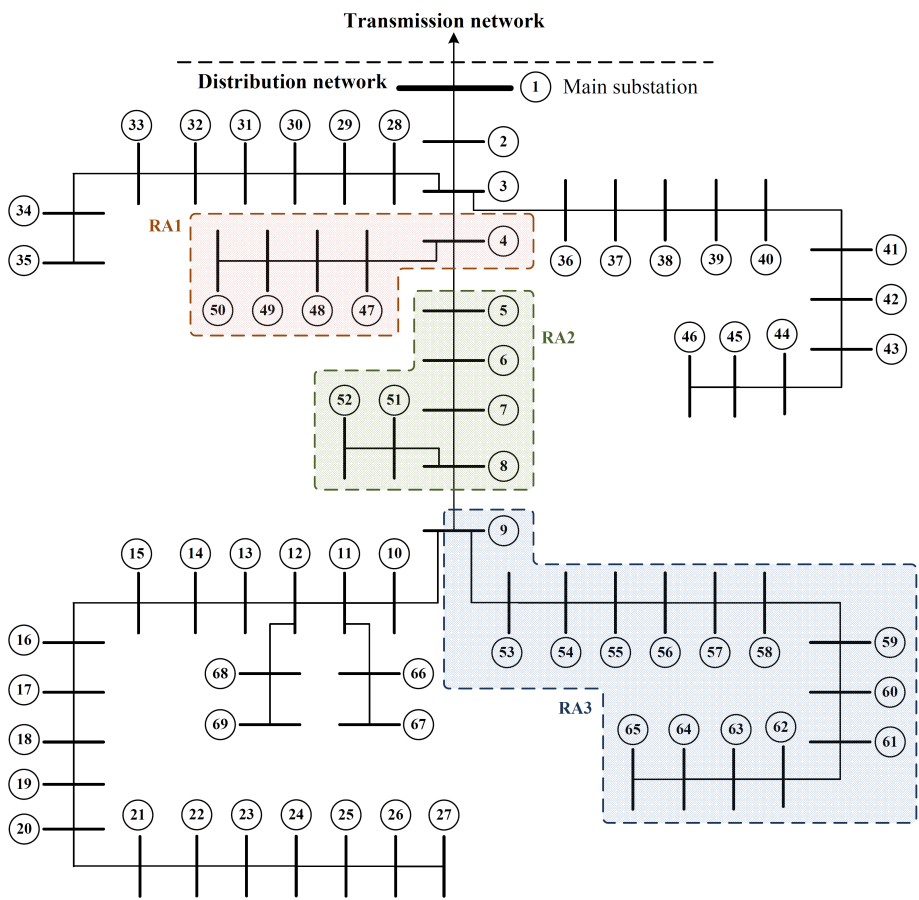 Transmission network
Distribution network
1 Main substation
33 32 31 30 29 28
2
3
34
RA1
4
35
36 37 38 39 40
41
50 49 48 47
42
5
RA2
46 45 44
43
6
52 51
7
8
9
15 14 13 12 11 10
16
53 54 55 56 57 58
59
68 66
17
60
RA3
69 67
65 64 63 62
18
61
19
20
21 22 23 24 25 26 27